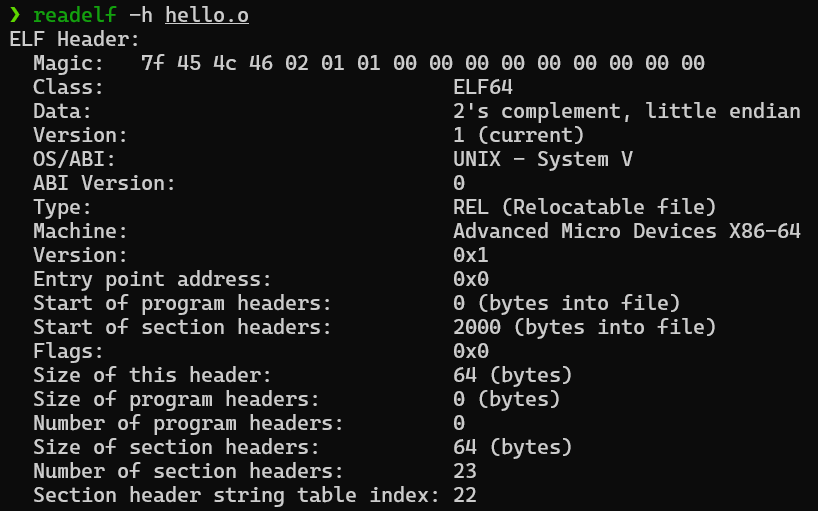 ❯ readelf -h hello.o
ELF Header:
  Magic:   7f 45 4c 46 02 01 01 00 00 00 00 00 00 00 00 00
  Class:                             ELF64
  Data:                              2's complement, little endian
  Version:                           1 (current)
  OS/ABI:                            UNIX - System V
  ABI Version:                       0
  Type:                              REL (Relocatable file)
  Machine:                           Advanced Micro Devices X86-64
  Version:                           0x1
  Entry point address:               0x0
  Start of program headers:          0 (bytes into file)
  Start of section headers:          2000 (bytes into file)
  Flags:                             0x0
  Size of this header:               64 (bytes)
  Size of program headers:           0 (bytes)
  Number of program headers:         0
  Size of section headers:           64 (bytes)
  Number of section headers:         23
  Section header string table index: 22